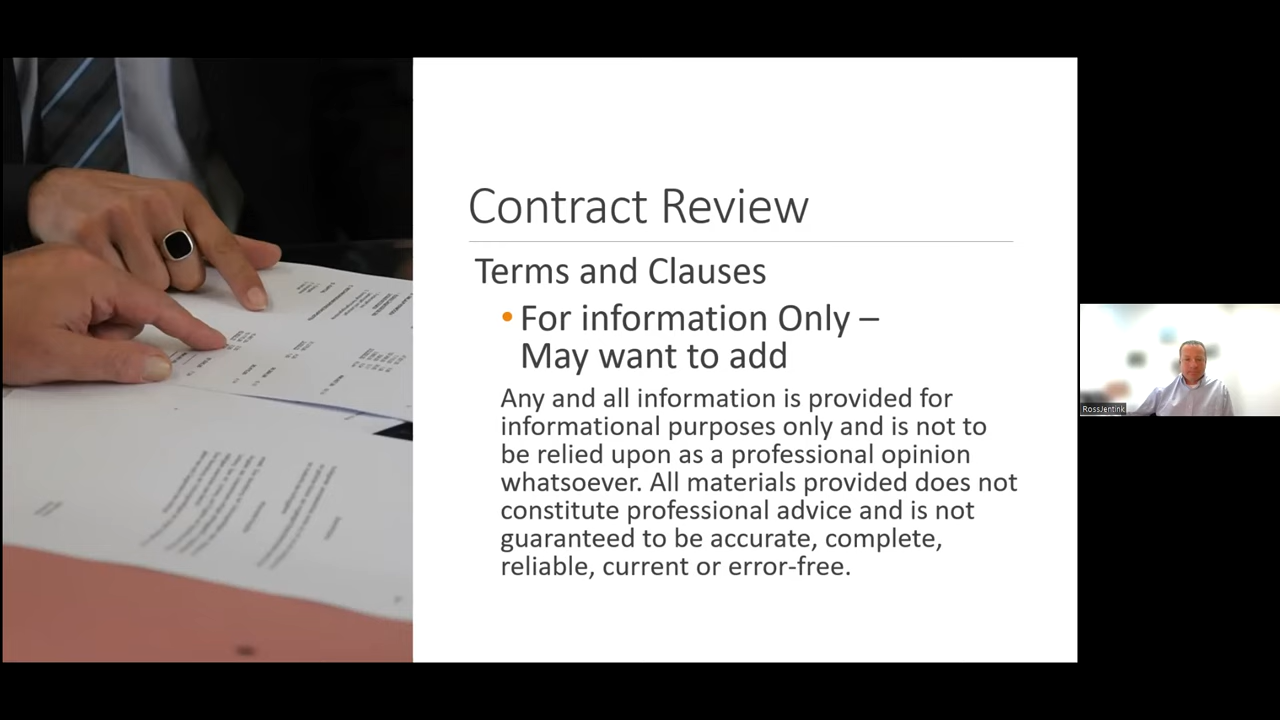 Contract Review
Terms and Clauses
• For information Only –
May want to add
Any and all information is provided for
informational purposes only and is not to
be relied upon as a professional opinion
whatsoever. All materials provided does not
constitute professional advice and is not
guaranteed to be accurate, complete,
reliable, current or error-free.
RossJentink